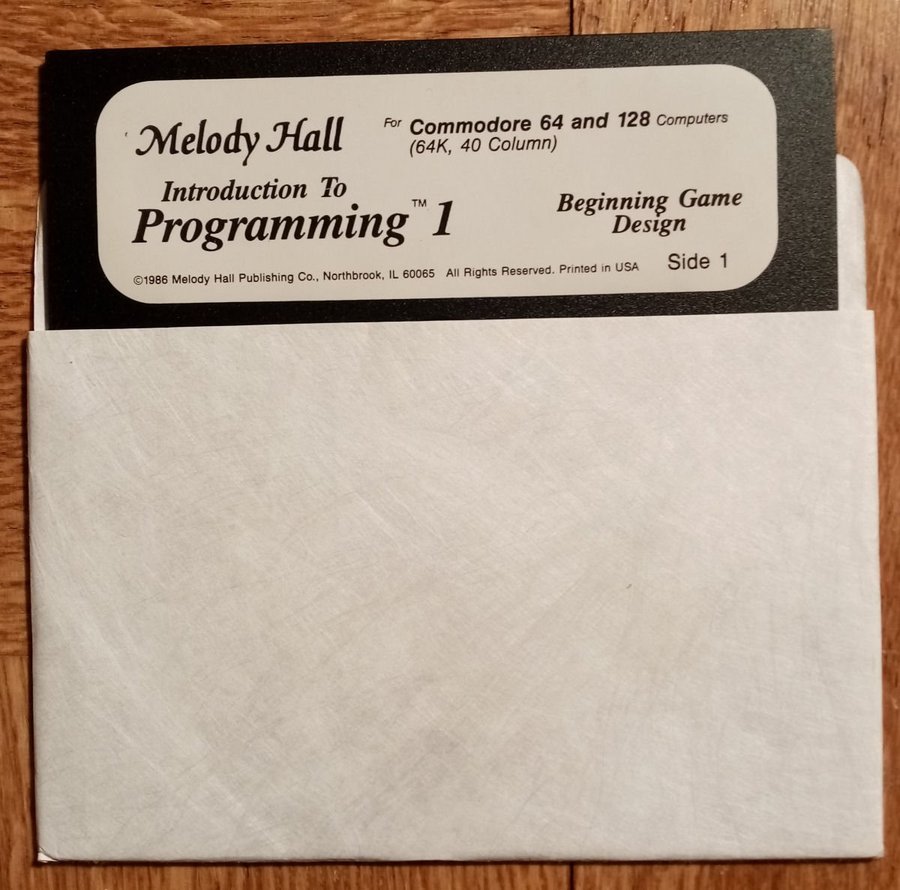 Melody Hall
For Commodore 64 and 128 Computers
(64K, 40 Column)
Introduction To
Programming™ 1
Beginning Game
Design
Side 1
©1986 Melody Hall Publishing Co., Northbrook, IL 60065 All Rights Reserved. Printed in USA